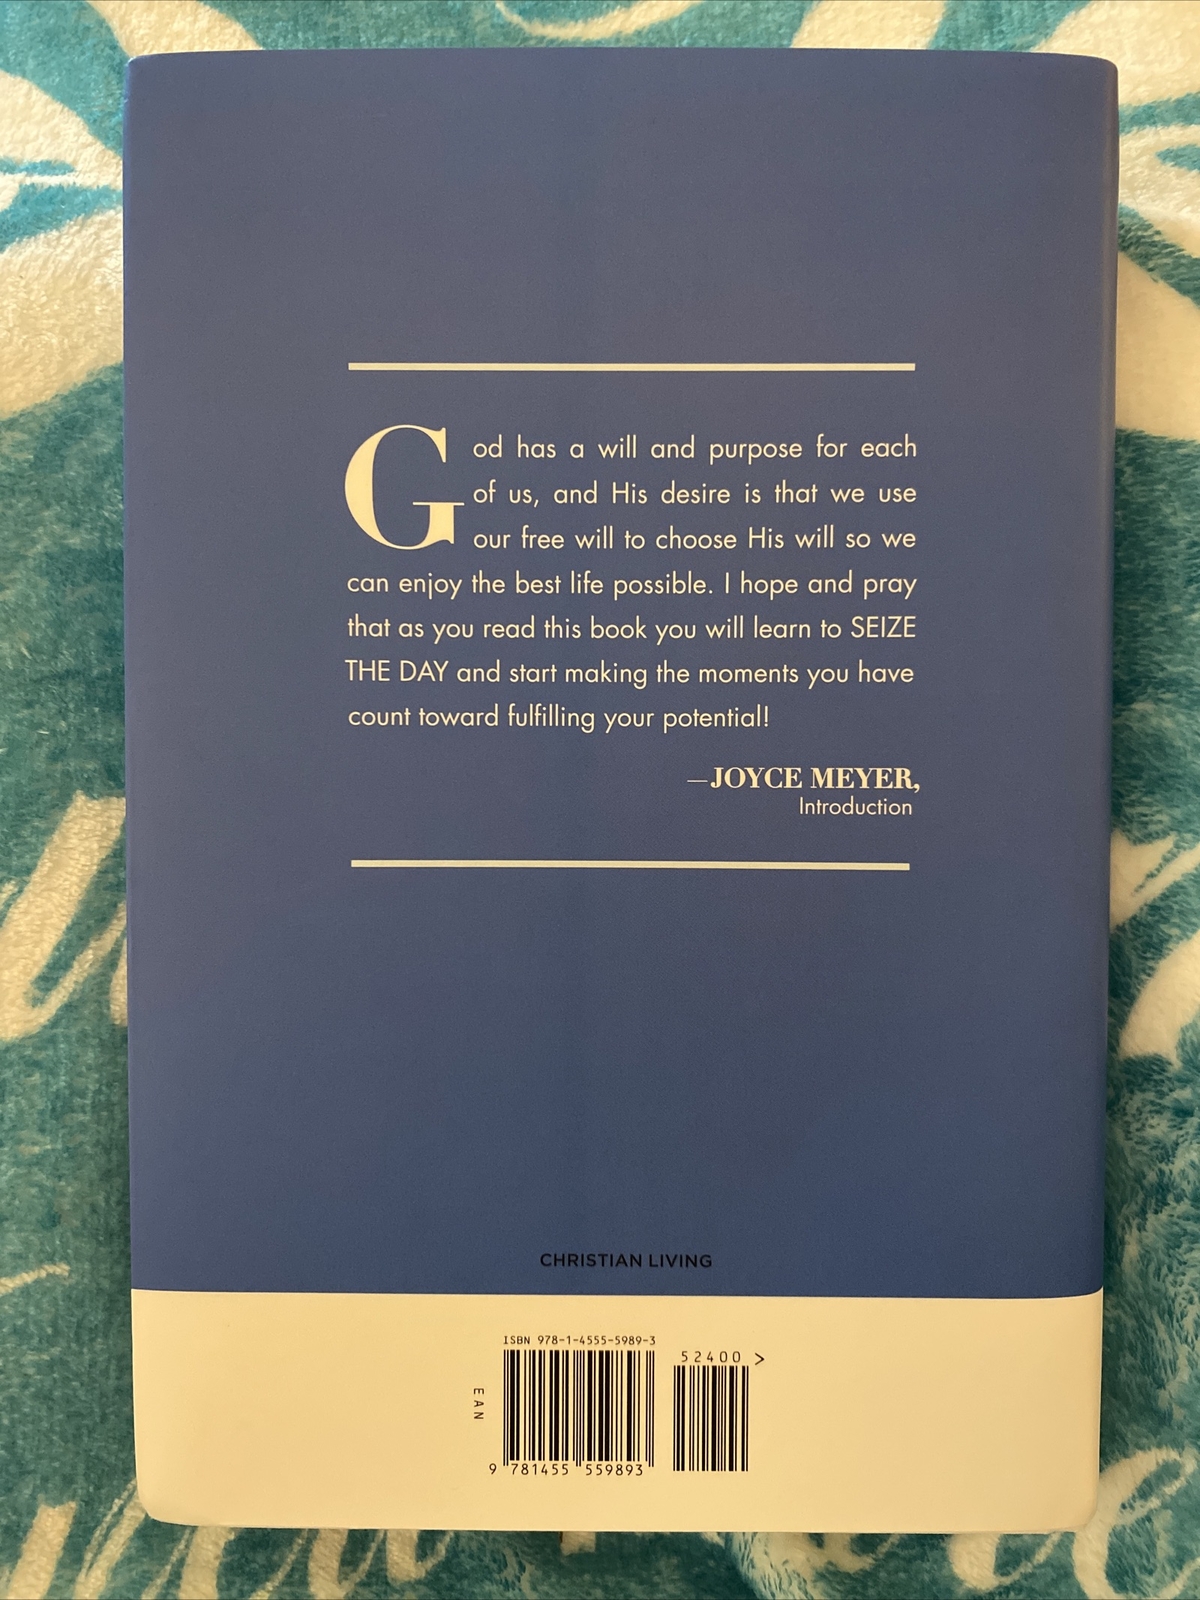 God has a will and purpose for each
of us, and His desire is that we use
our free will to choose His will so we
can enjoy the best life possible. I hope and pray
that as you read this book you will learn to SEIZE
THE DAY and start making the moments you have
count toward fulfilling your potential!
—JOYCE MEYER,
Introduction
CHRISTIAN LIVING
ISBN 978-1-4555-5989-3
52400 >
EAN
9 781455 559893